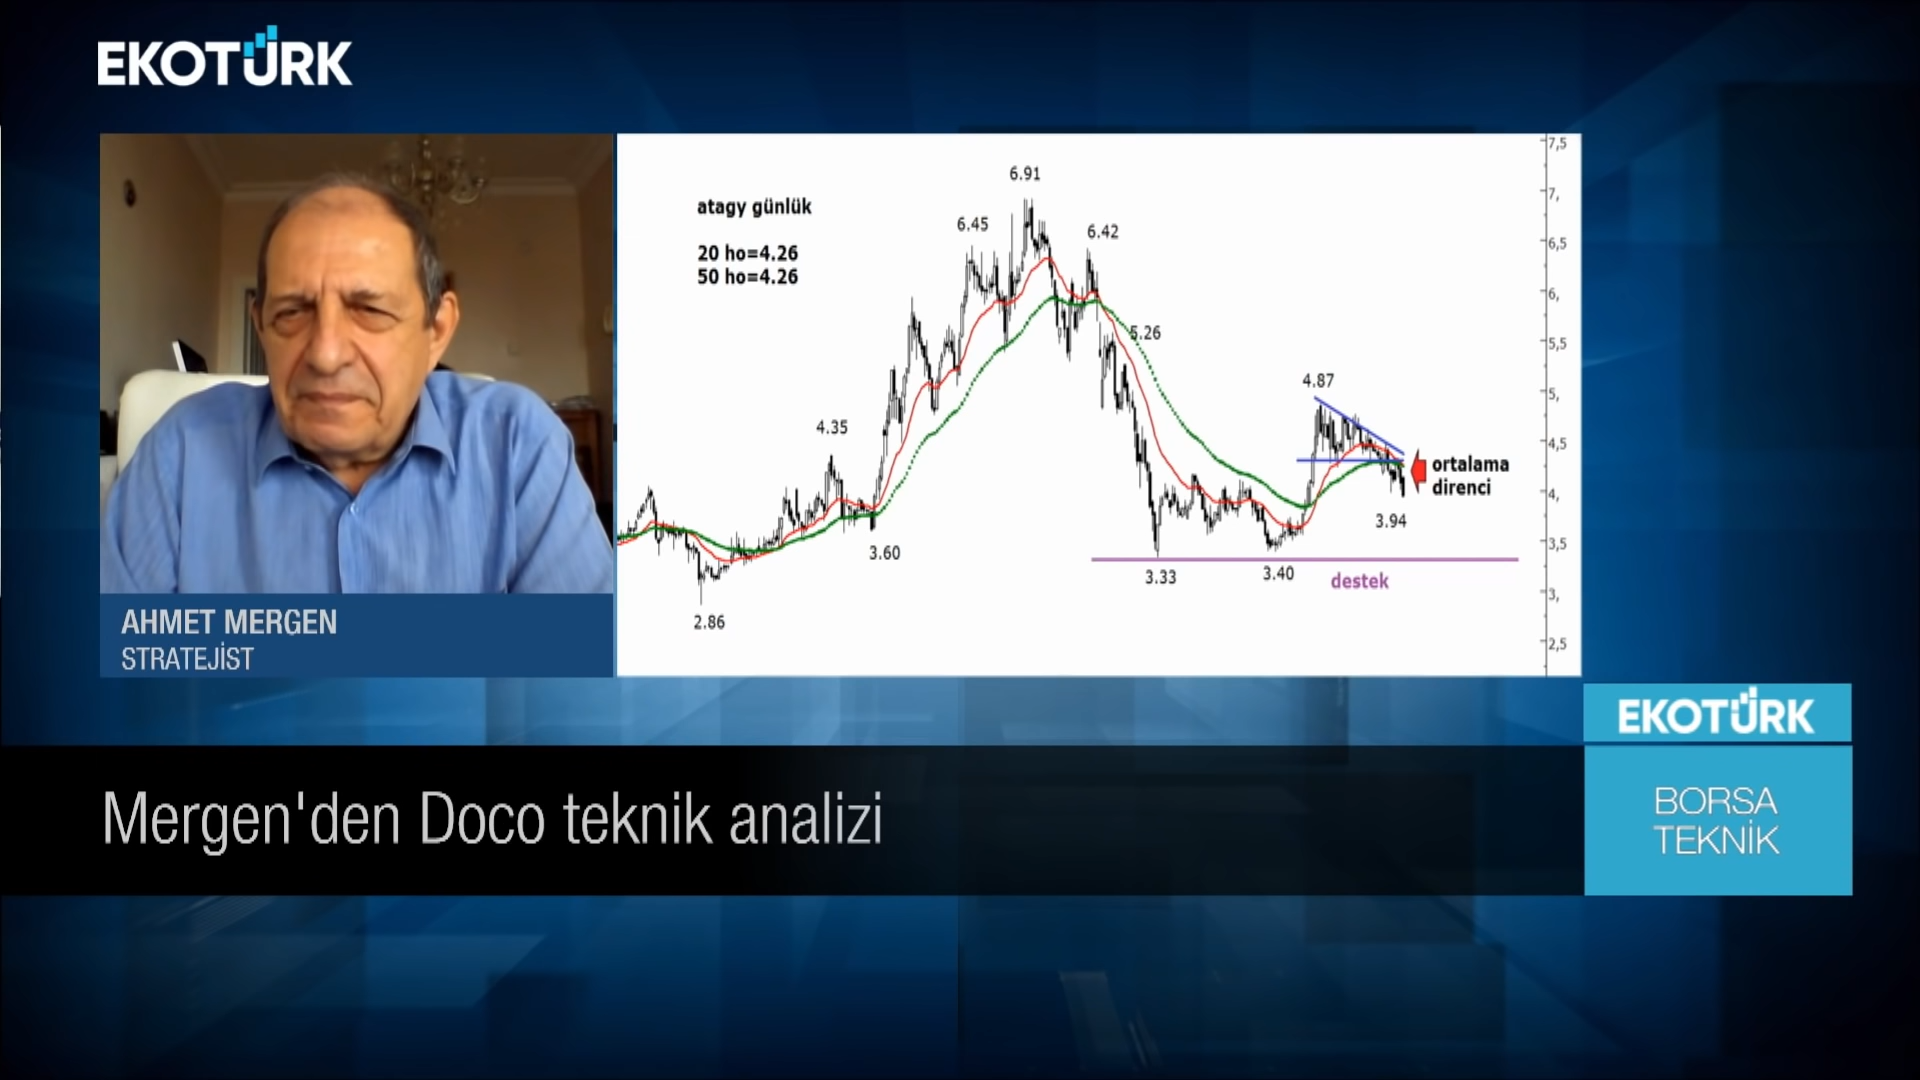 EKOTÜRK
atagy günlük
20 ho=4.26
50 ho=4.26
6.91
6.45
6.42
5.26
4.87
4.35
3.60
2.86
3.33
3.40
3.94
ortalama
direnci
destek
7,5
7,
6,5
6,
5,5
5,
4,5
4,
3,5
3,
2,5
AHMET MERGEN
STRATEJİST
EKOTÜRK
Mergen'den Doco teknik analizi
BORSA
TEKNİK